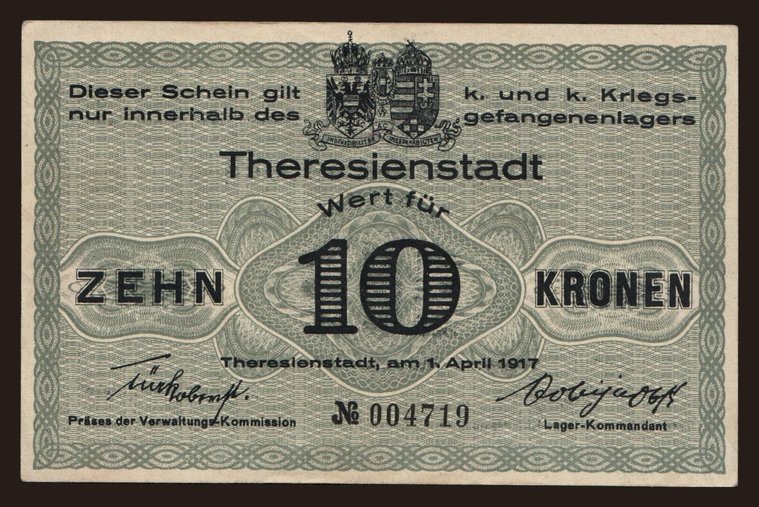 Dieser Schein gilt k. und k. Kriegs-
nur innerhalb des gefangenenlagers
Theresienstadt
Wert für
ZEHN 10 KRONEN
Theresienstadt, am 1. April 1917
№ 004719
Präses der Verwaltungs-Kommission Lager-Kommandant